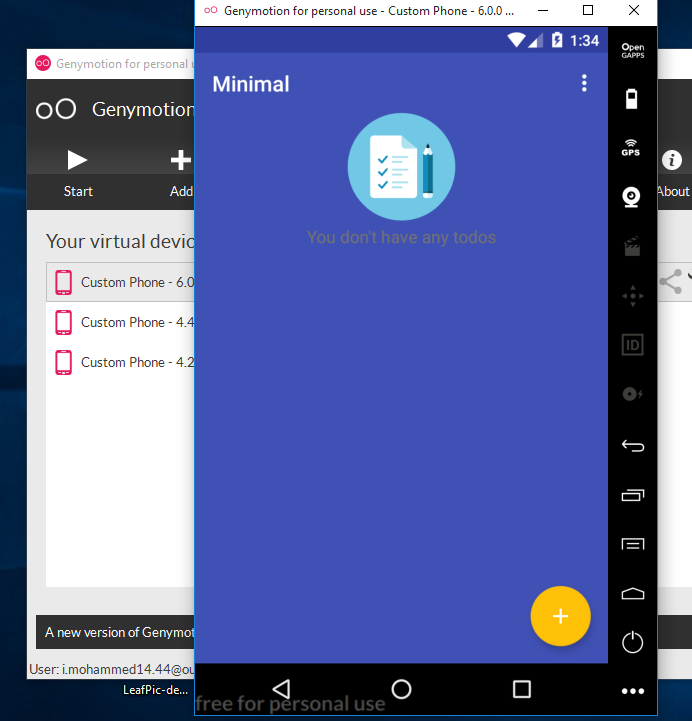 Genymotion for personal use - Custom Phone - 6.0.0 ...
Genymotion for personal u
Genymotion
Start
Add
About
Your virtual devic
Custom Phone - 6.0
Custom Phone - 4.4
Custom Phone - 4.2
A new version of Genymot
User: i.mohammed14.44@ou
LeafPic-de...
1:34
Minimal
You don't have any todos
+
free for personal use
Open
GAPPS
GPS
ID